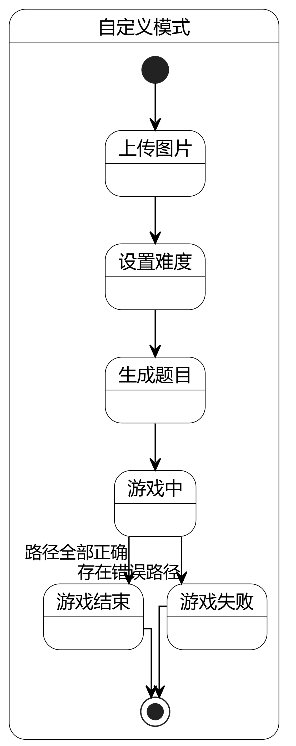 自定义模式
上传图片
设置难度
生成题目
游戏中
路径全部正确
存在错误路径
游戏结束
游戏失败